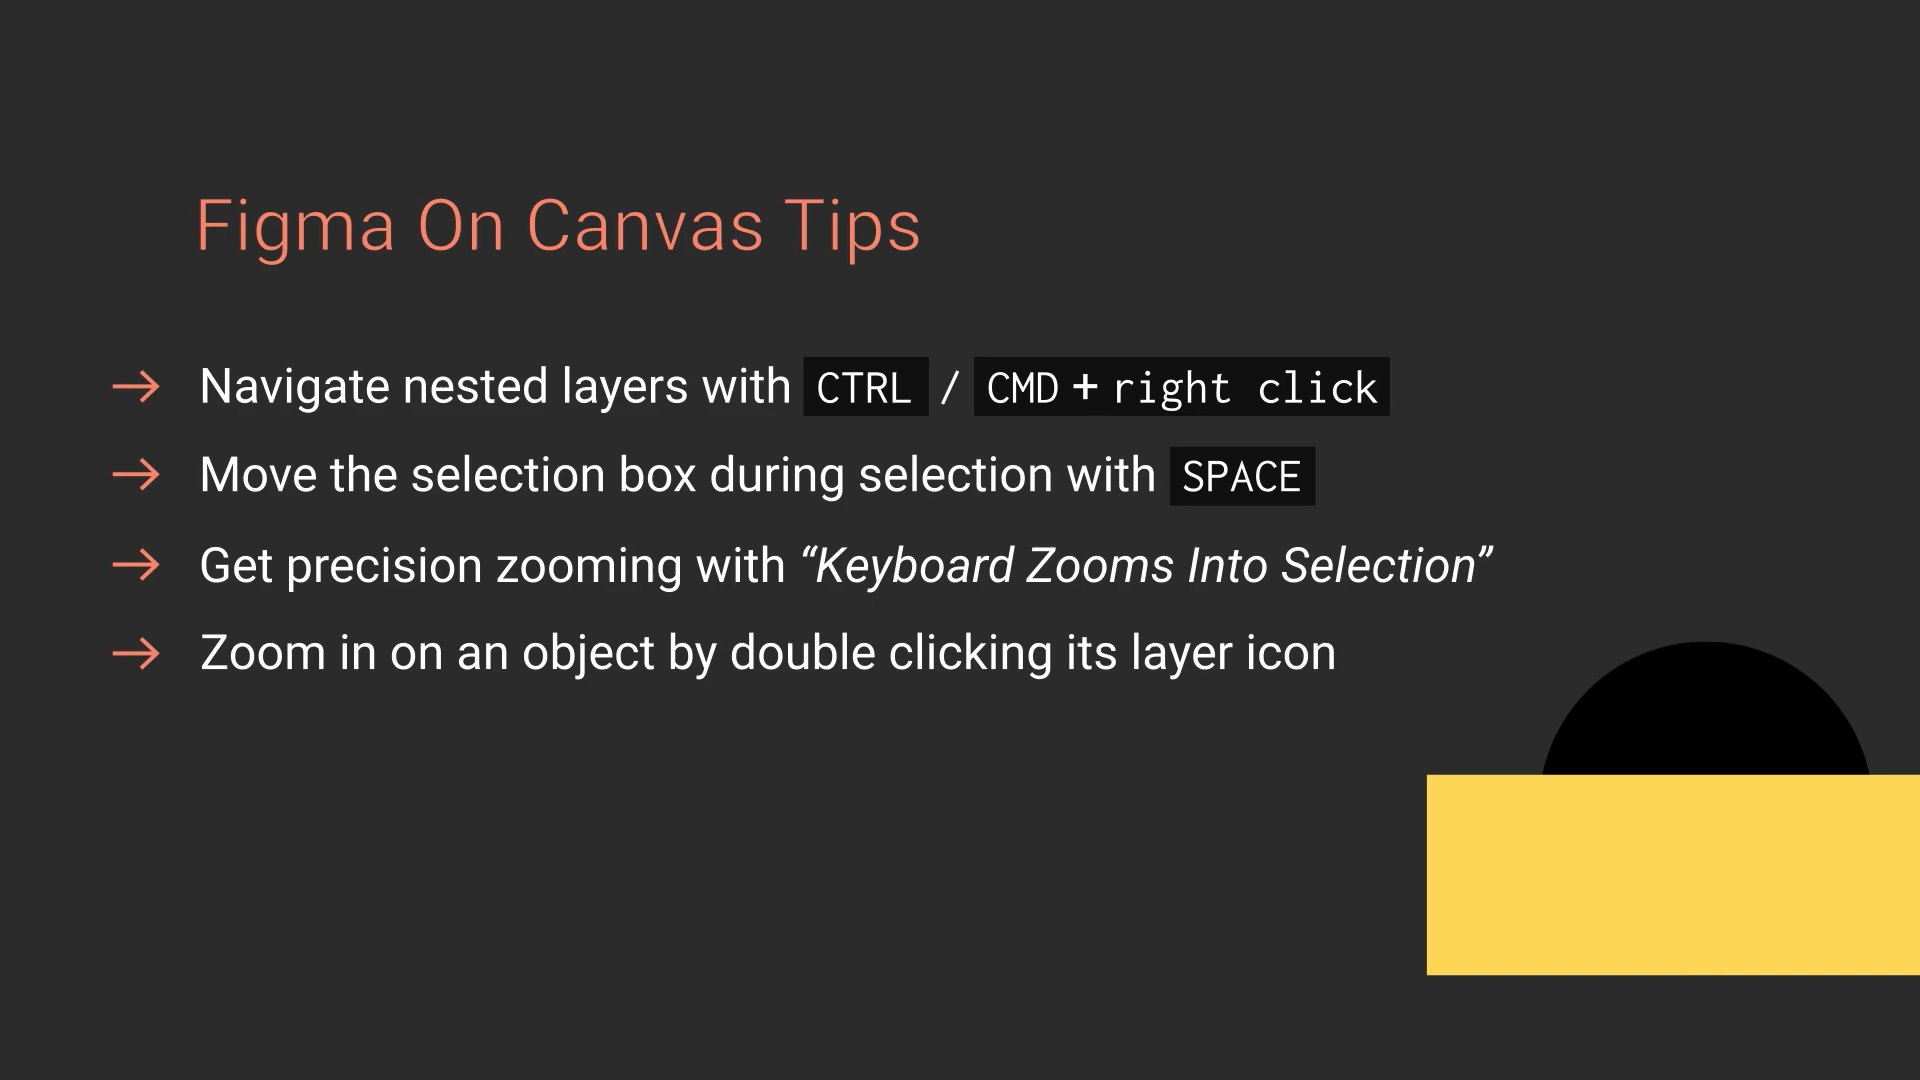 Figma On Canvas Tips
→ Navigate nested layers with CTRL / CMD + right click
→ Move the selection box during selection with SPACE
→ Get precision zooming with “Keyboard Zooms Into Selection”
→ Zoom in on an object by double clicking its layer icon